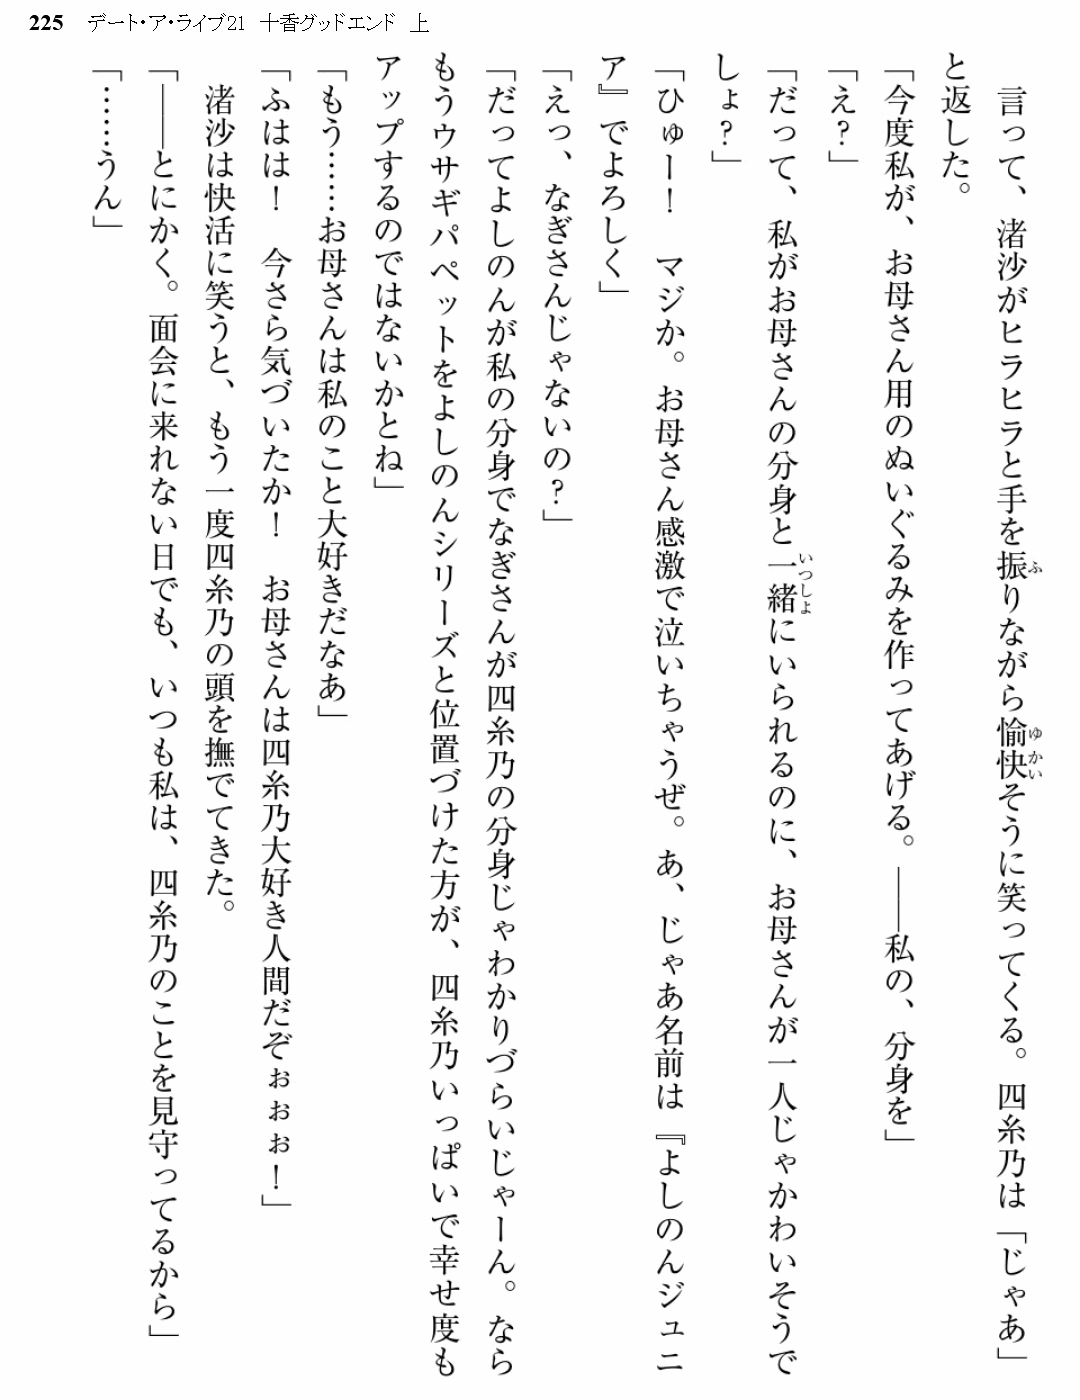 225 デート・ア・ライブ21 十香グッドエンド 上
　言って、渚沙がヒラヒラと手を振りながら愉快そうに笑ってくる。四糸乃は「じゃあ」
と返した。
「今度私が、お母さん用のぬいぐるみを作ってあげる。――私の、分身を」
「え？」
「だって、私がお母さんの分身と一緒にいられるのに、お母さんが一人じゃかわいそうで
しょ？」
「ひゅー！　マジか。お母さん感激で泣いちゃうぜ。あ、じゃあ名前は『よしのんジュニ
ア』でよろしく」
「えっ、なぎさんじゃないの？」
「だってよしのんが私の分身でなぎさんが四糸乃の分身じゃわかりづらいじゃーん。なら
もうウサギパペットをよしのんシリーズと位置づけた方が、四糸乃いっぱいで幸せ度も
アップするのではないかとね」
「もう……お母さんは私のこと大好きだなあ」
「ふはは！　今さら気づいたか！　お母さんは四糸乃大好き人間だぞぉぉぉ！」
　渚沙は快活に笑うと、もう一度四糸乃の頭を撫でてきた。
「――とにかく。面会に来れない日でも、いつも私は、四糸乃のことを見守ってるから」
「……うん」